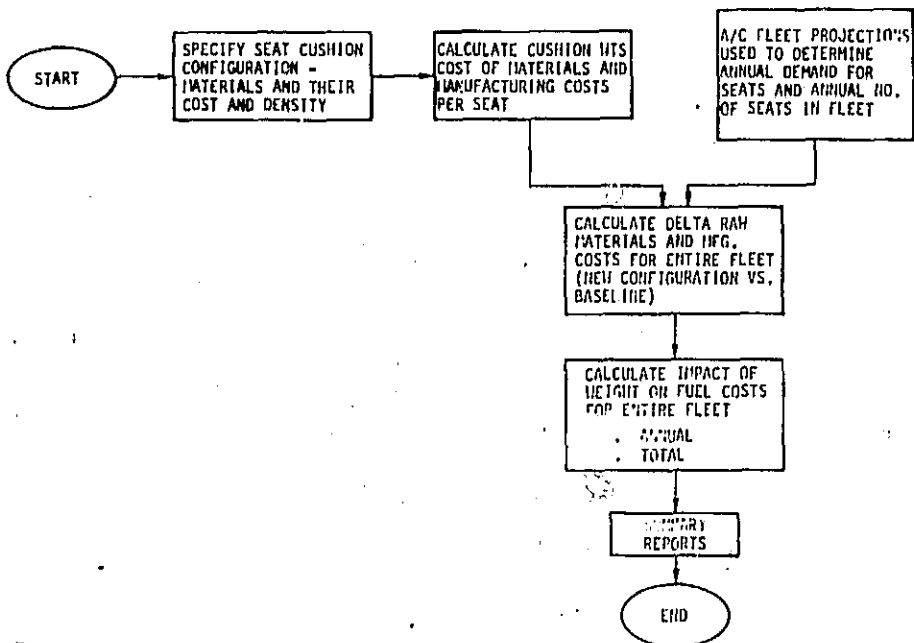 START
SPECIFY SEAT CUSHION
CONFIGURATION -
MATERIALS AND THEIR
COST AND DENSITY
CALCULATE CUSHION WTS
COST OF MATERIALS AND
MANUFACTURING COSTS
PER SEAT
A/C FLEET PROJECTIONS
USED TO DETERMINE
ANNUAL DEMAND FOR
SEATS AND ANNUAL NO.
OF SEATS IN FLEET
CALCULATE DELTA RAW
MATERIALS AND MFG.
COSTS FOR ENTIRE FLEET
(NEW CONFIGURATION VS.
BASELINE)
CALCULATE IMPACT OF
WEIGHT ON FUEL COSTS
FOR ENTIRE FLEET
. ANNUAL
. TOTAL
SUMMARY
REPORTS
END